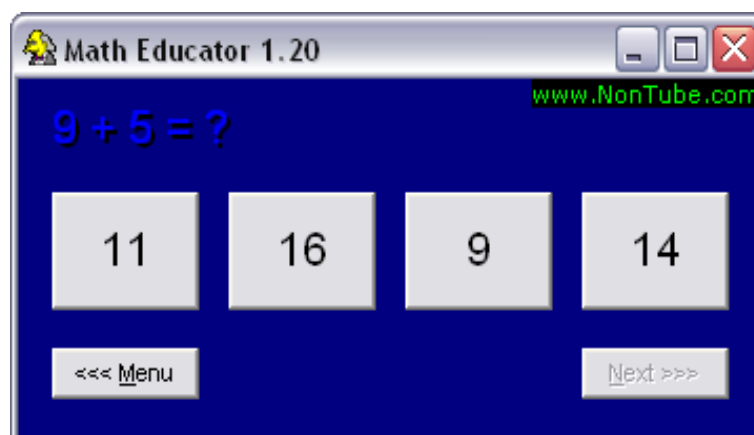 Math Educator 1.20
www.NonTube.com
9 + 5 = ?
11 16 9 14
<<< Menu Next >>>